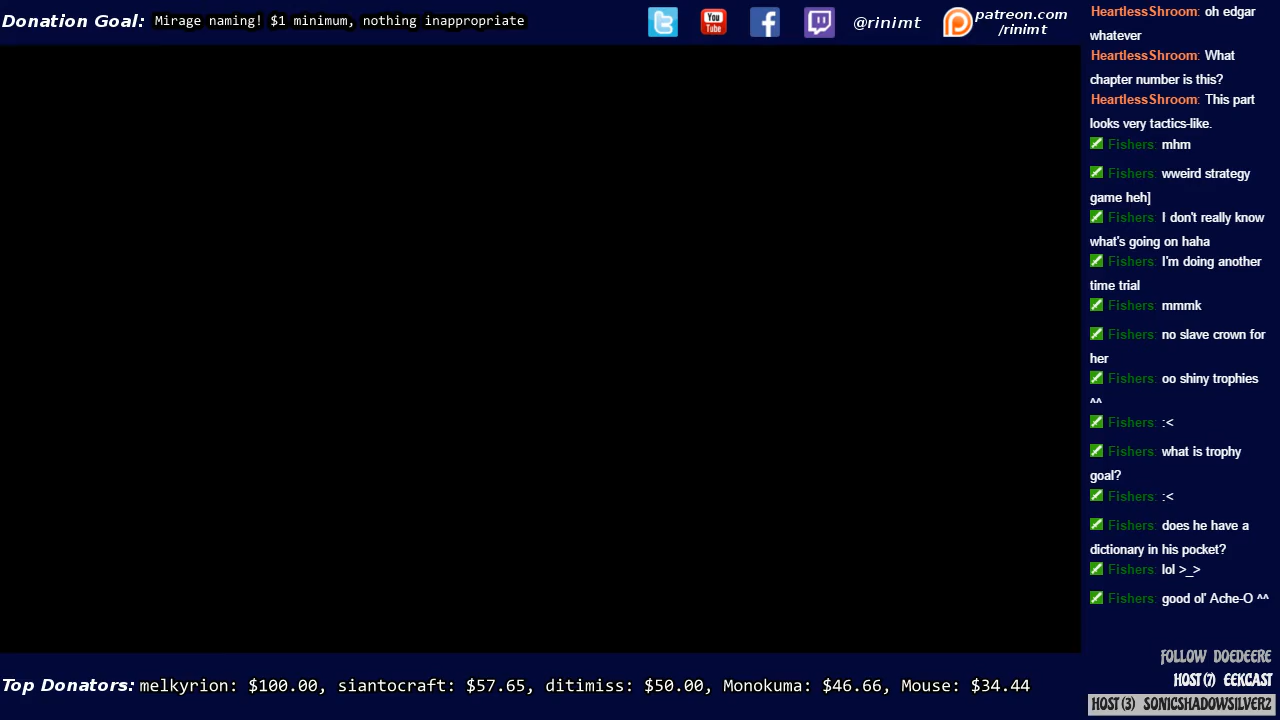 Donation Goal: Mirage naming! $1 minimum, nothing inappropriate
You
Tube
@rinimt
patreon.com
/rinimt
HeartlessShroom: oh edgar
whatever
HeartlessShroom: What
chapter number is this?
HeartlessShroom: This part
looks very tactics-like.
Fishers: mhm
Fishers: wweird strategy
game heh]
Fishers: I don't really know
what's going on haha
Fishers: I'm doing another
time trial
Fishers: mmmk
Fishers: no slave crown for
her
Fishers: oo shiny trophies
^^
Fishers: :<
Fishers: what is trophy
goal?
Fishers: :<
Fishers: does he have a
dictionary in his pocket?
Fishers: lol >_>
Fishers: good ol' Ache-O ^^
FOLLOW DOEDEERE
HOST (7) EEKCAST
HOST (3) SONICSHADOWSILVER2
Top Donators: melkyrion: $100.00, siantocraft: $57.65, ditimiss: $50.00, Monokuma: $46.66, Mouse: $34.44